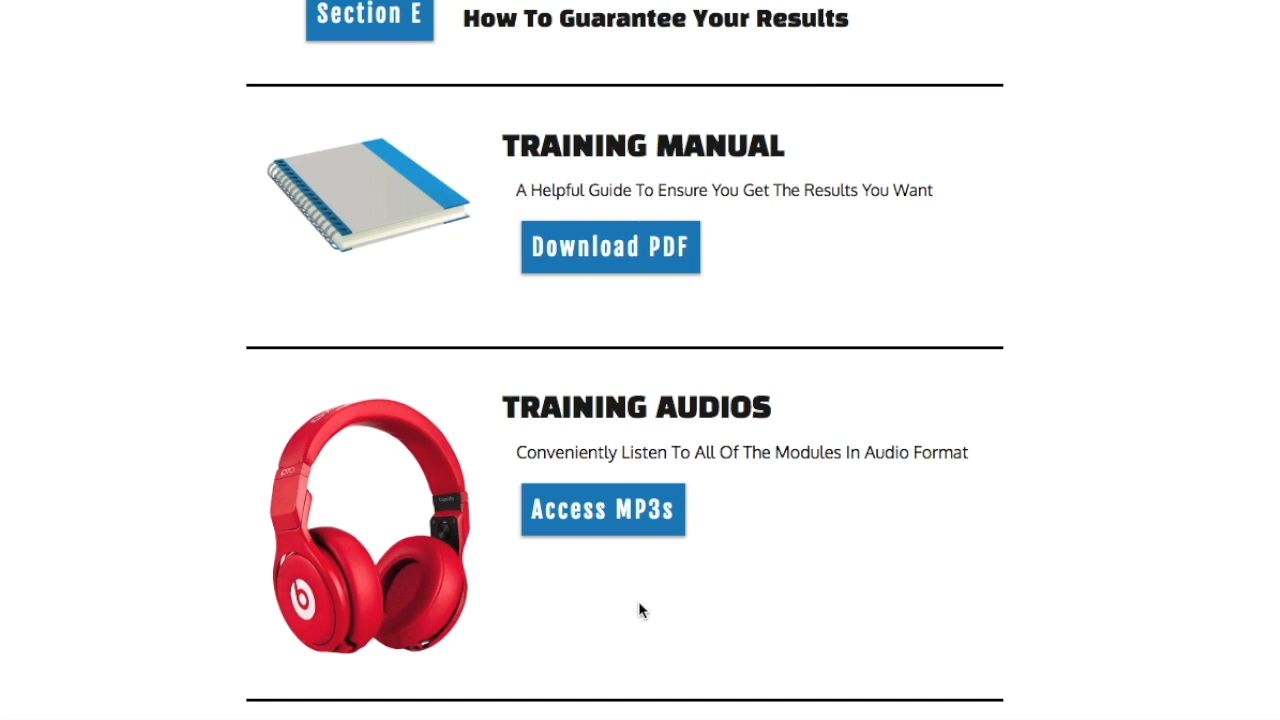 Section E
How To Guarantee Your Results
TRAINING MANUAL
A Helpful Guide To Ensure You Get The Results You Want
Download PDF
TRAINING AUDIOS
Conveniently Listen To All Of The Modules In Audio Format
Access MP3s
pro
b